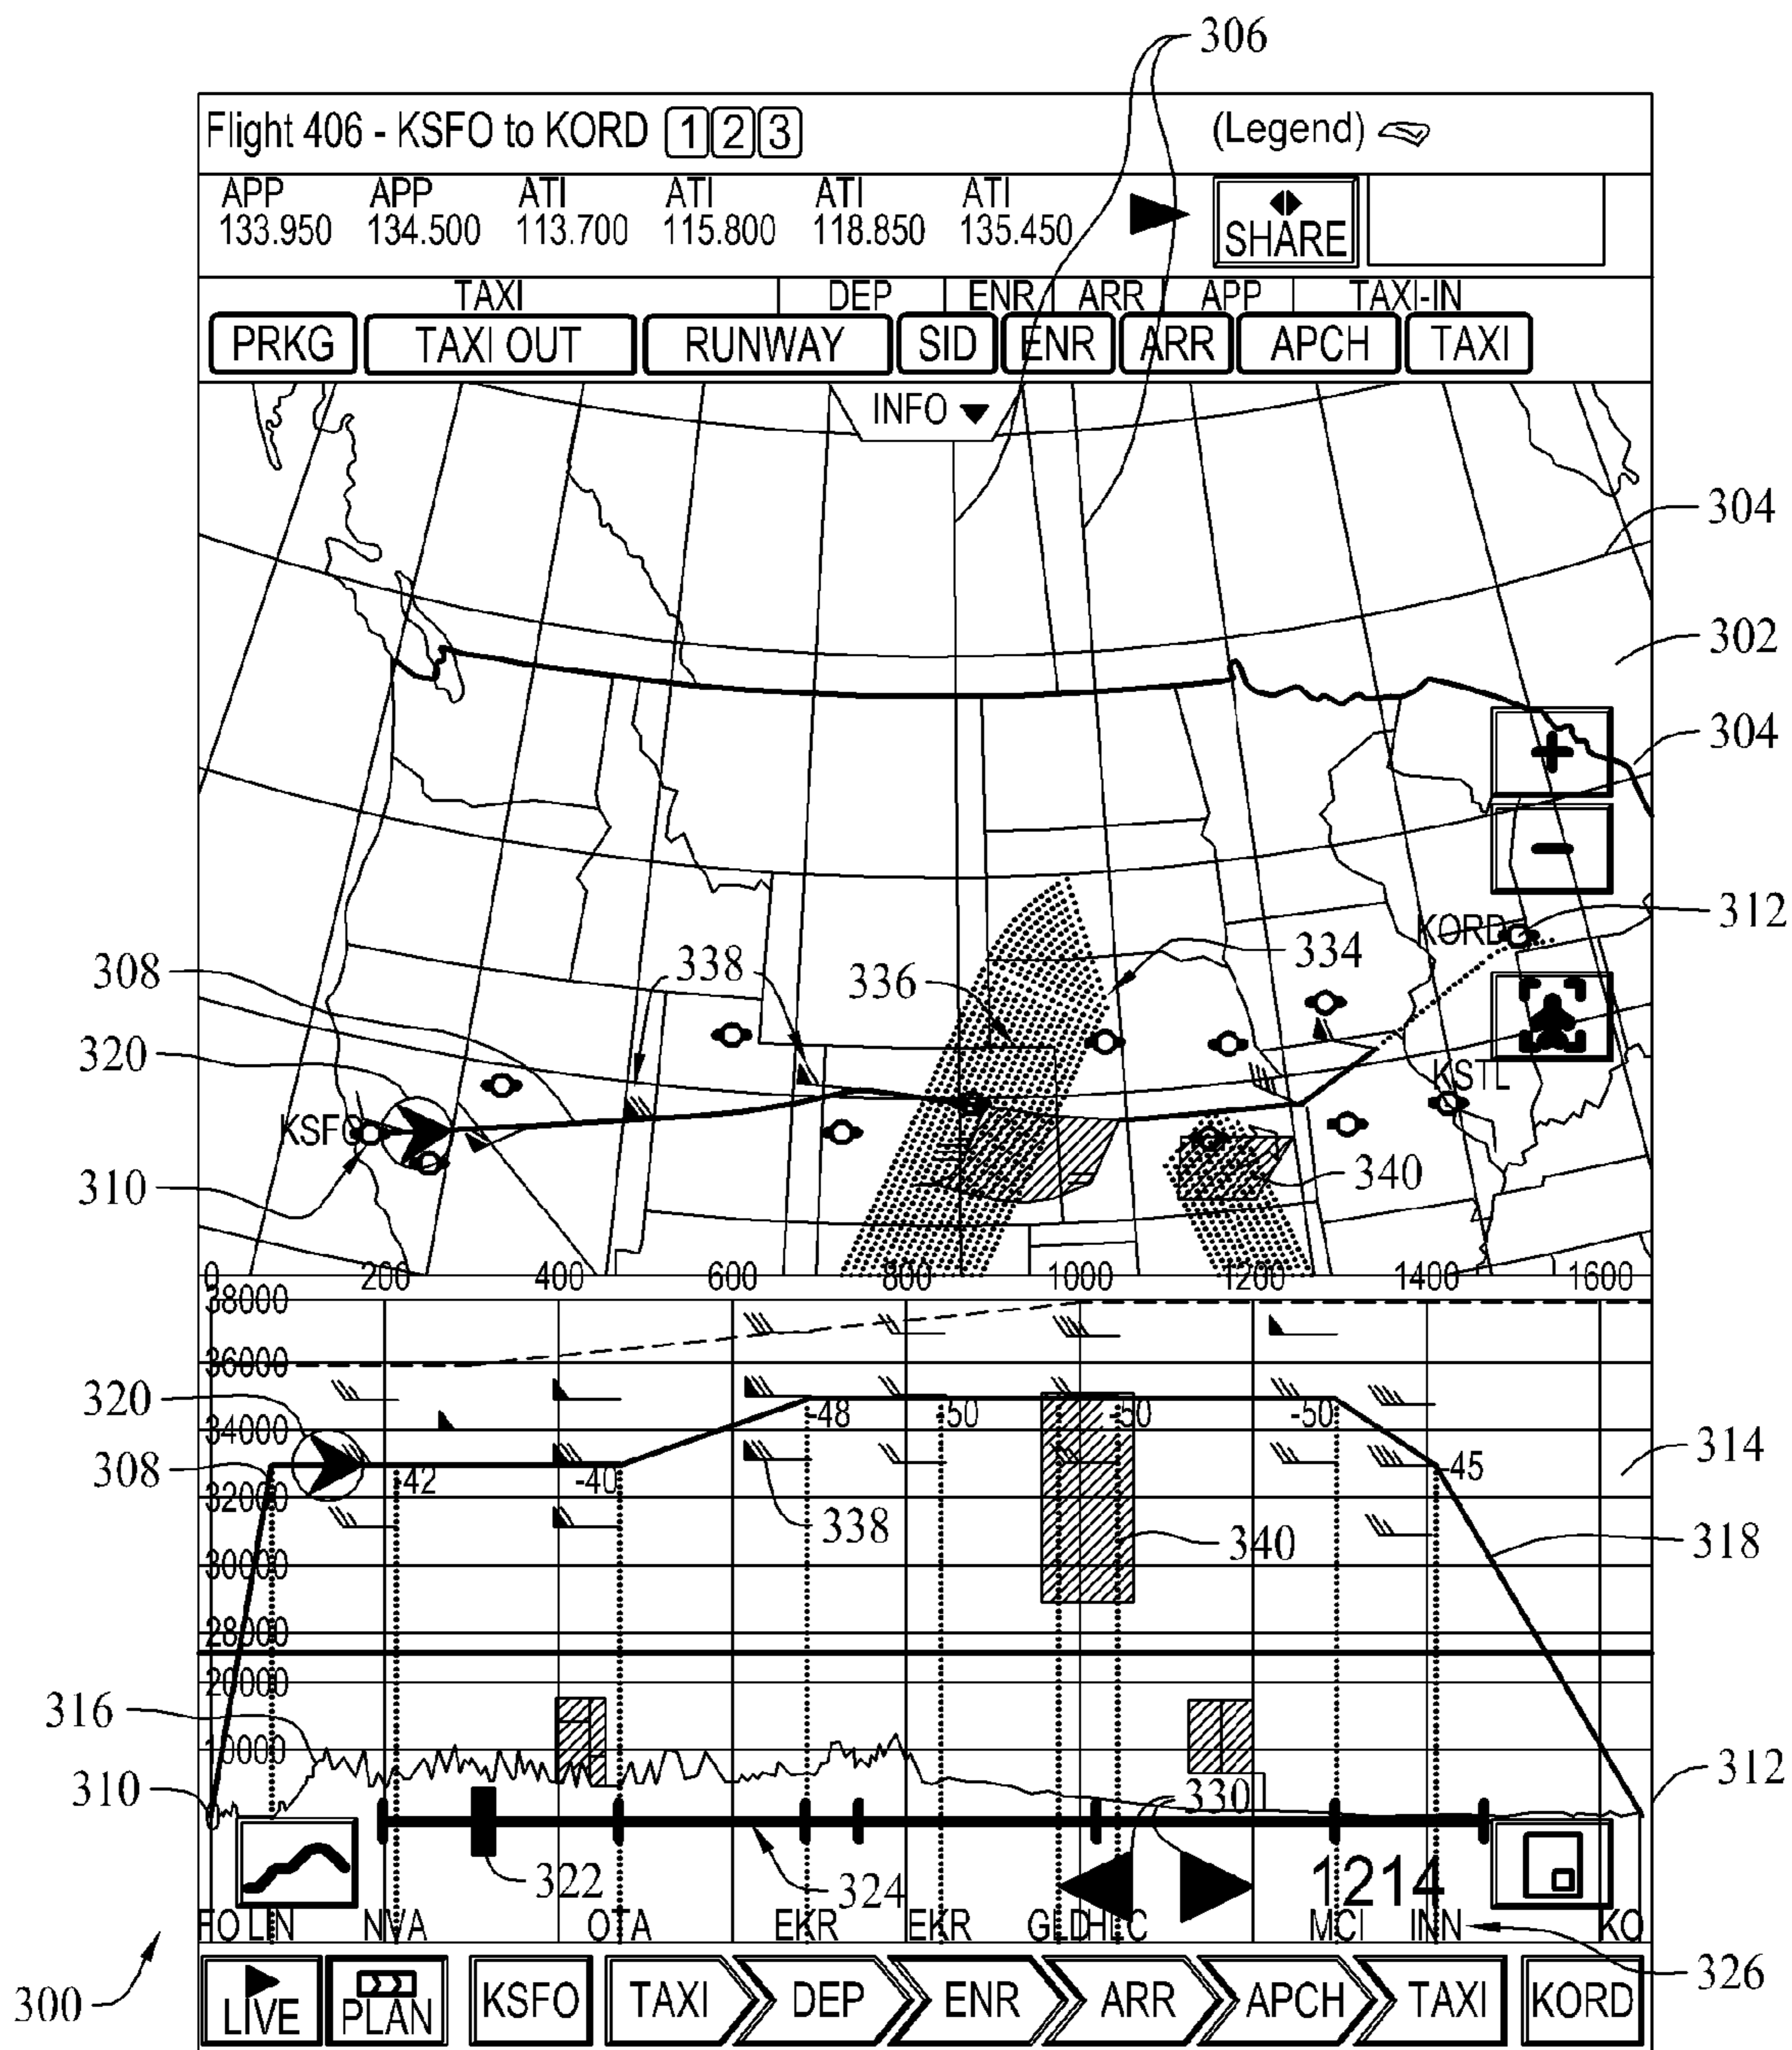 306
Flight 406 - KSFO to KORD 1 2 3 (Legend)
APP APP ATI ATI ATI ATI
133.950 134.500 113.700 115.800 118.850 135.450
SHARE
TAXI DEP ENR ARR APP TAXI-IN
PRKG TAXI OUT RUNWAY SID ENR ARR APCH TAXI
INFO
304
302
304
312
KORD
308
338
336
334
320
KSTL
KSFO
310
340
0 200 400 600 800 1000 1200 1400 1600
38000
36000
320
34000
-48 -50 -50 -50
314
308
-42 -40 -45
32000
338
340
318
30000
28000
20000
316
10000
310
330
312
0
322
324
1214
FO LIN NVA OTA EKR EKR GLD HLC MCI INN KO
326
300
LIVE PLAN KSFO TAXI DEP ENR ARR APCH TAXI KORD